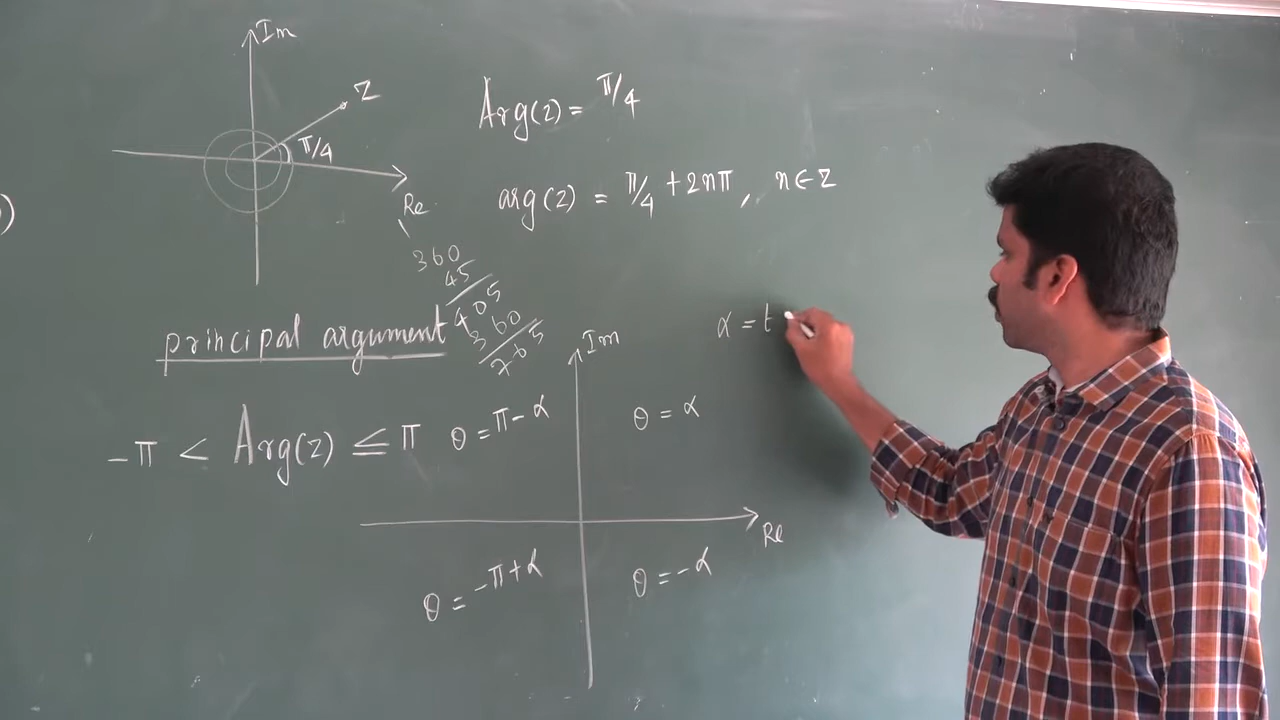 )
Im
Z
π/4
Re
Arg(z) = π/4
arg(z) = π/4 + 2nπ, n ∈ Z
360
45
405
360
765
principal argument
-π < Arg(z) ≤ π
Im
Re
θ = π - α
θ = α
θ = -π + α
θ = -α
α = t